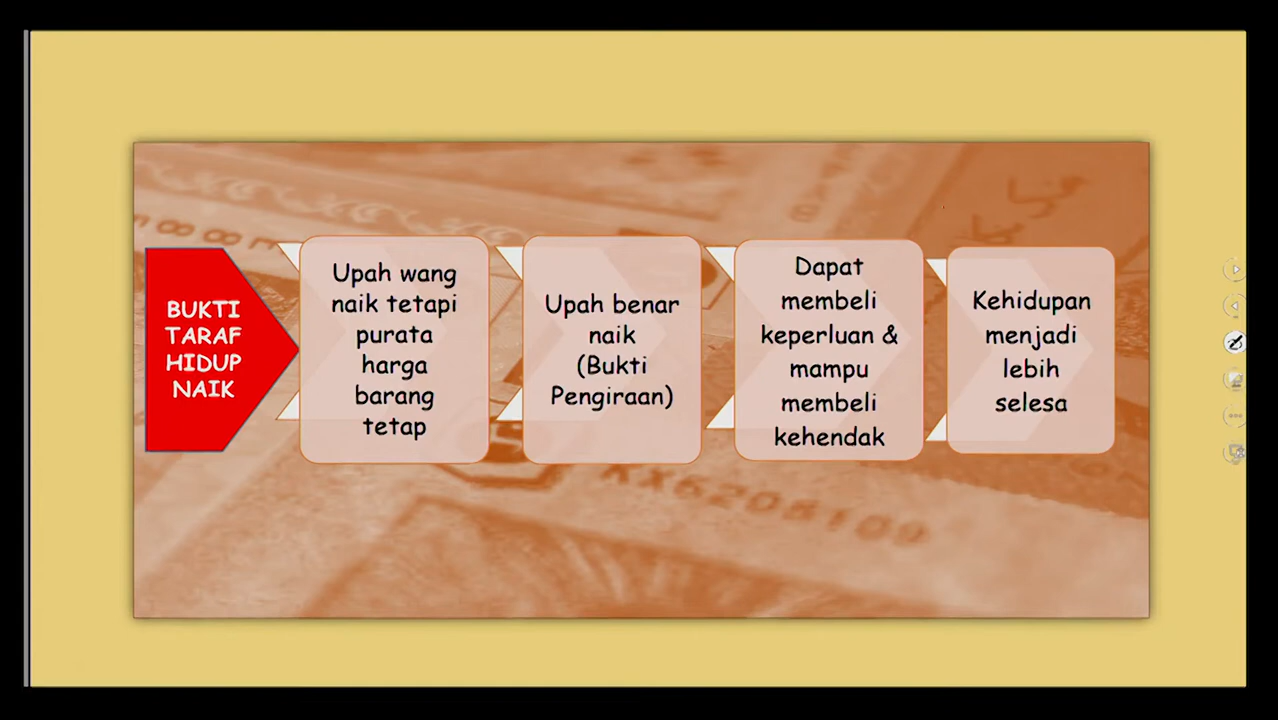 BUKTI
TARAF
HIDUP
NAIK
Upah wang
naik tetapi
purata
harga
barang
tetap
Upah benar
naik
(Bukti
Pengiraan)
Dapat
membeli
keperluan &
mampu
membeli
kehendak
Kehidupan
menjadi
lebih
selesa
KX6206109